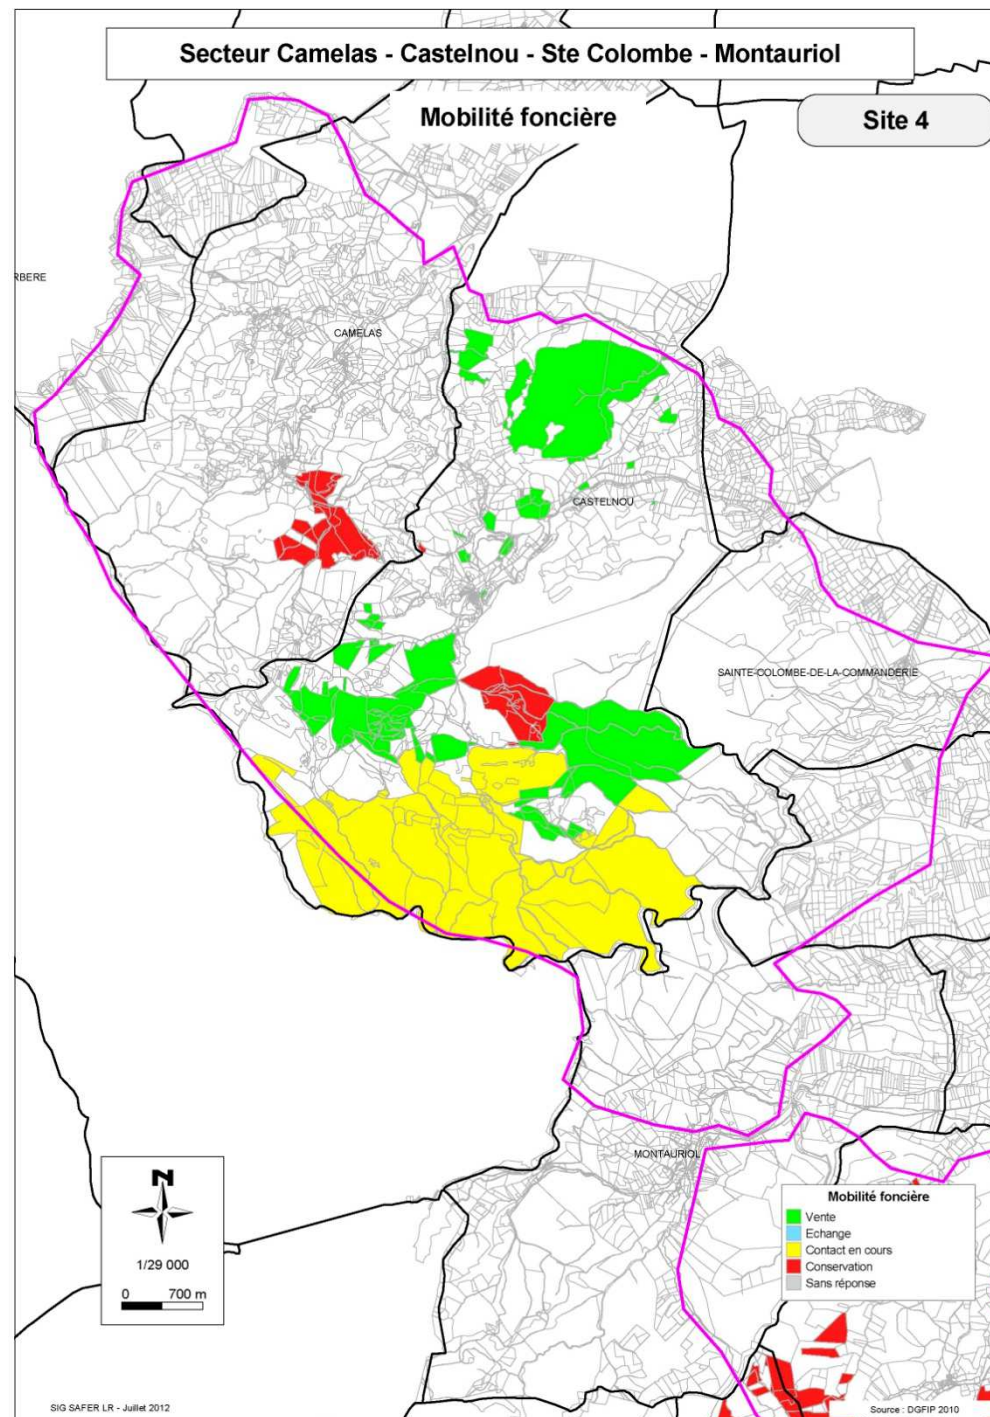 Secteur Camelas - Castelnou - Ste Colombe - Montauriol
Mobilité foncière
Site 4
RBERE
CAMELAS
CASTELNOU
SAINTE-COLOMBE-DE-LA-COMMANDERIE
MONTAURIOL
N
1/29 000
0 700 m
Mobilité foncière
Vente
Echange
Contact en cours
Conservation
Sans réponse
SIG SAFER LR - Juillet 2012
Source : DGFIP 2010